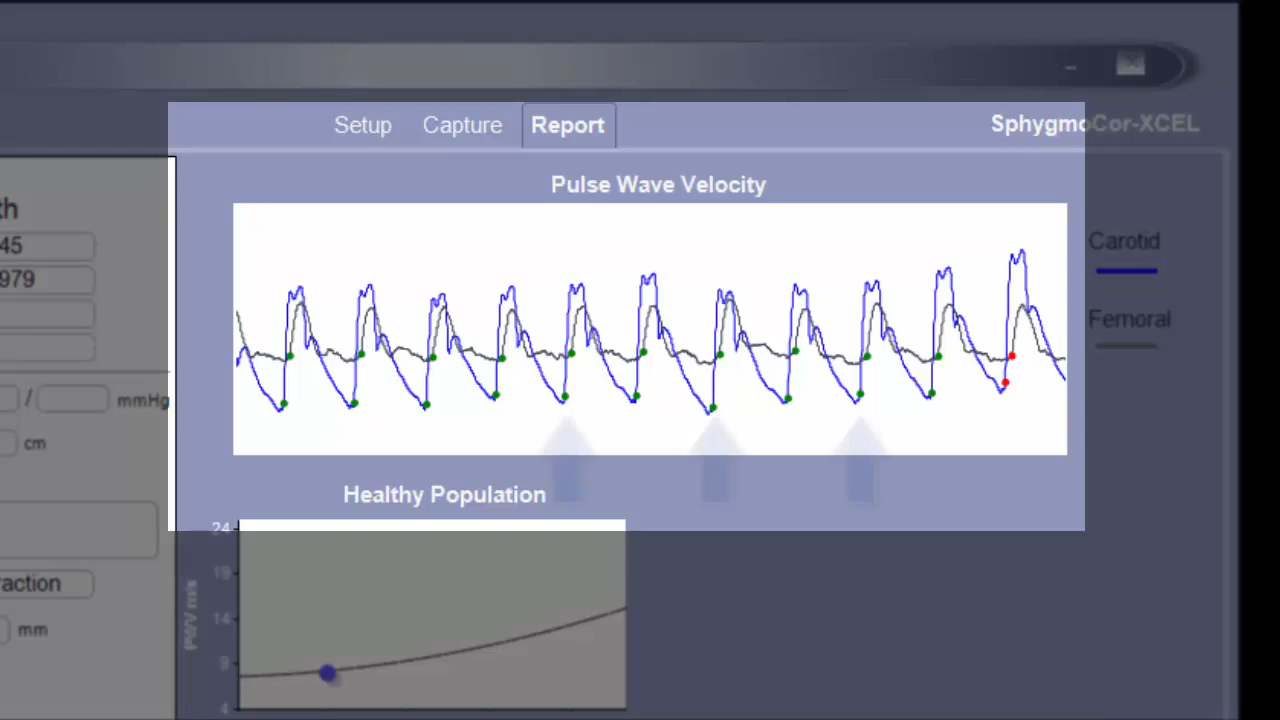 Setup Capture Report SphygmoCor-XCEL
Pulse Wave Velocity
th
45
979
Carotid
Femoral
/ mmHg
cm
Healthy Population
24
19
14
9
4
PWV m/s
raction
mm